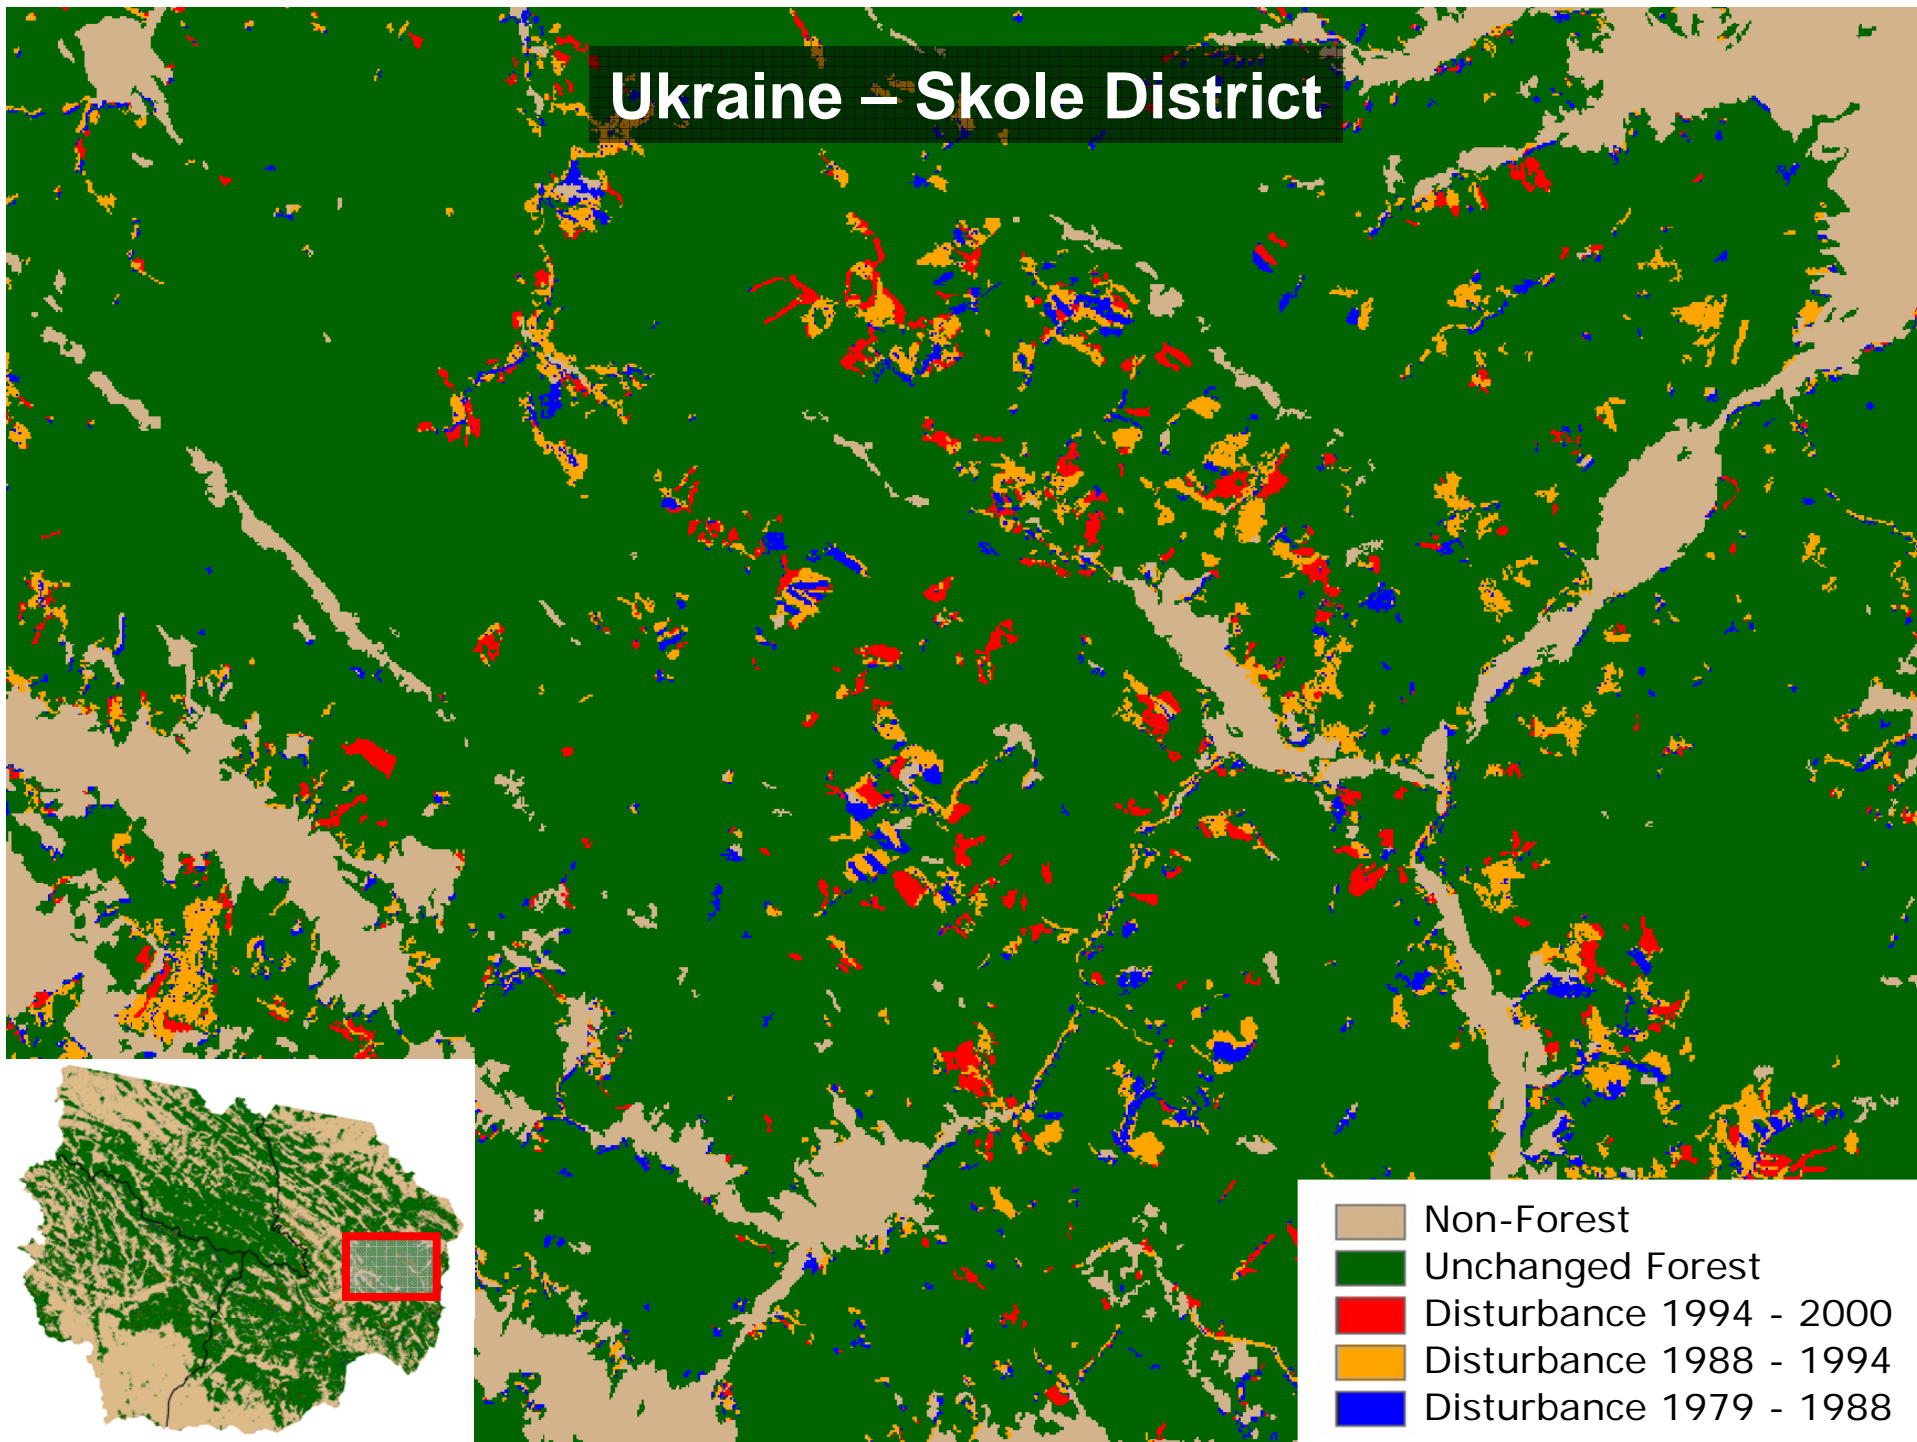 Ukraine – Skole District
Non-Forest
Unchanged Forest
Disturbance 1994 - 2000
Disturbance 1988 - 1994
Disturbance 1979 - 1988